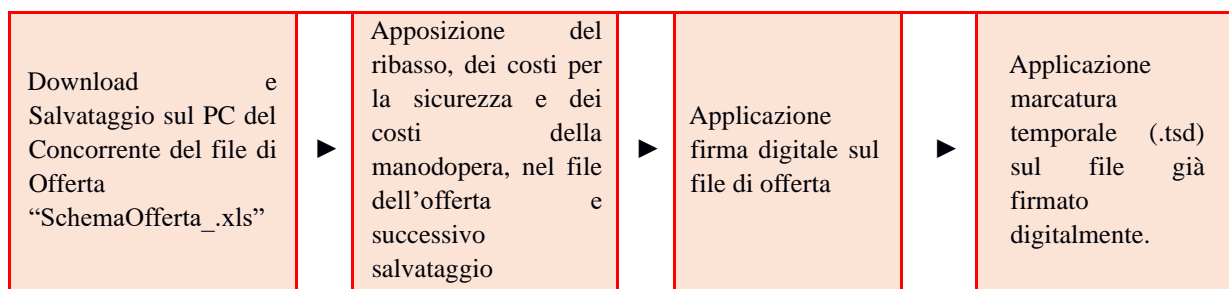 Download e
Salvataggio sul PC del
Concorrente del file di
Offerta
“SchemaOfferta_.xls”
►
Apposizione del
ribasso, dei costi per
la sicurezza e dei
costi della
manodopera, nel file
dell’offerta e
successivo
salvataggio
►
Applicazione
firma digitale sul
file di offerta
►
Applicazione
marcatura
temporale (.tsd)
sul file già
firmato
digitalmente.